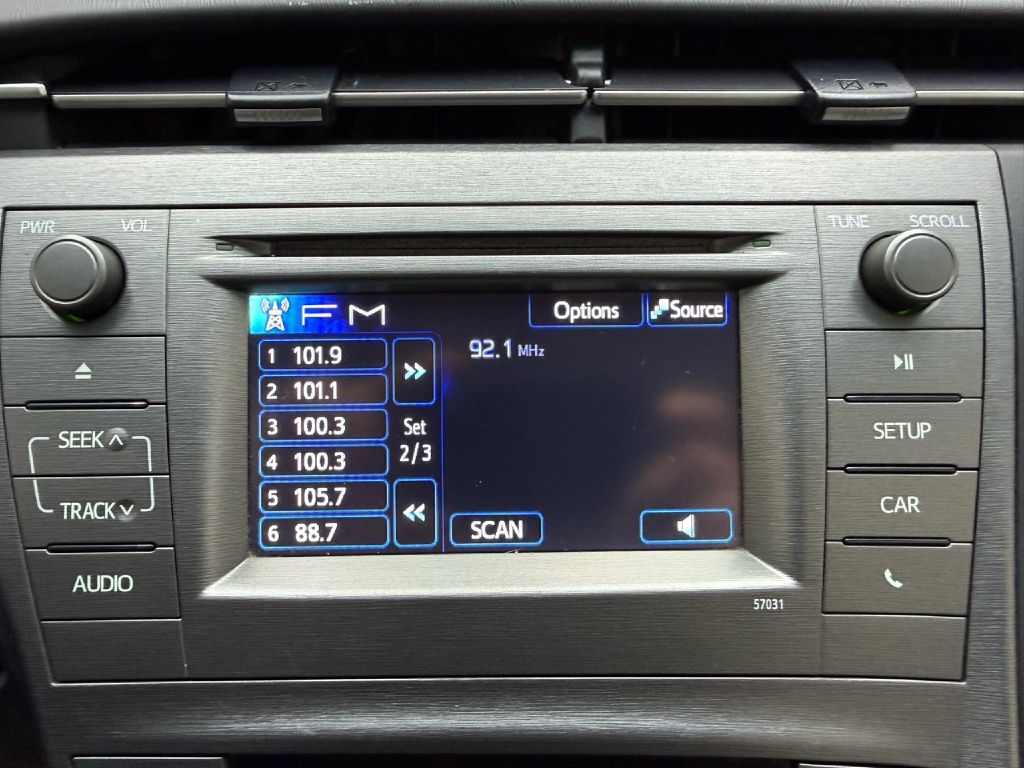 PWR VOL
TUNE SCROLL
FM
Options
Source
1 101.9
2 101.1
3 100.3
4 100.3
5 105.7
6 88.7
Set
2/3
92.1 MHz
SCAN
SEEK
TRACK
AUDIO
SETUP
CAR
57031